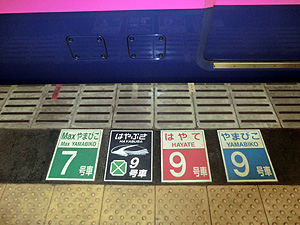 Max やまびこ
Max YAMABIKO
7
号車
はやぶさ
HAYABUSA
9
号車
はやて
HAYATE
9
号車
やまびこ
YAMABIKO
9
号車